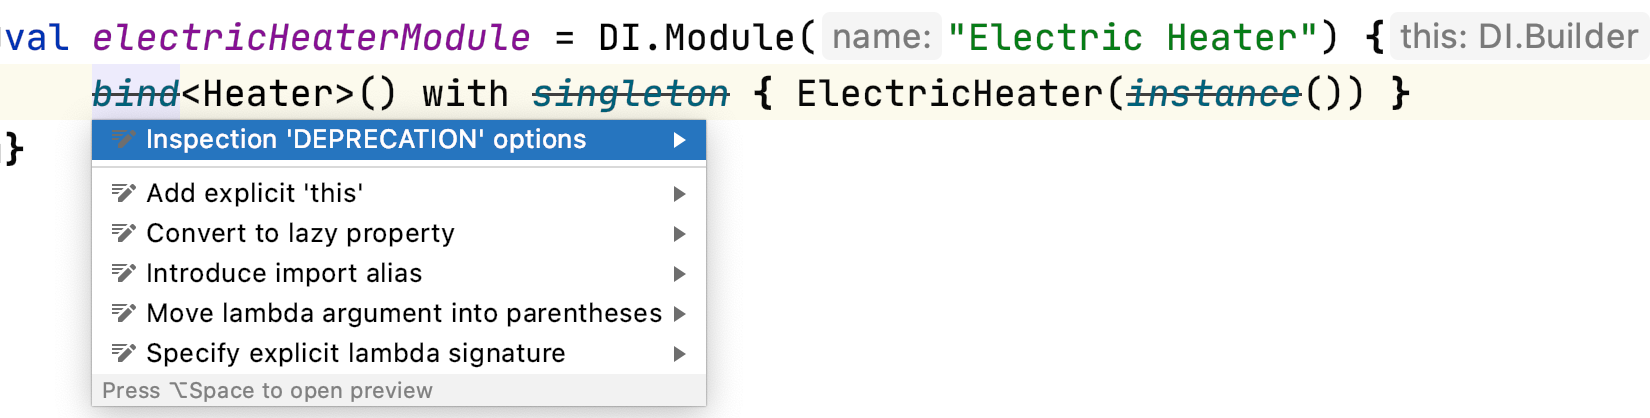 val electricHeaterModule = DI.Module( name: "Electric Heater") { this: DI.Builder
bind<Heater>() with singleton { ElectricHeater(instance()) }
}
Inspection 'DEPRECATION' options
Add explicit 'this'
Convert to lazy property
Introduce import alias
Move lambda argument into parentheses
Specify explicit lambda signature
Press ⌥Space to open preview